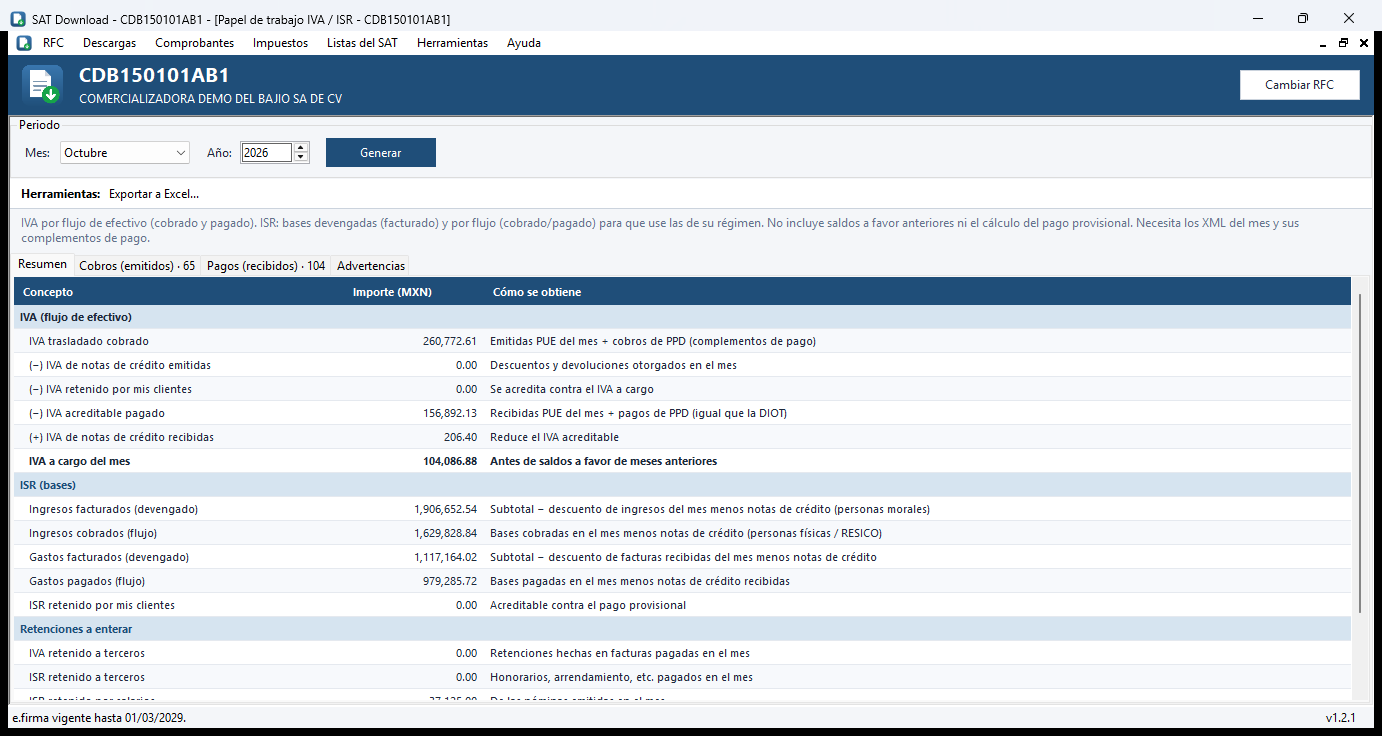 SAT Download - CDB150101AB1 - [Papel de trabajo IVA / ISR - CDB150101AB1]
RFC Descargas Comprobantes Impuestos Listas del SAT Herramientas Ayuda
CDB150101AB1
COMERCIALIZADORA DEMO DEL BAJIO SA DE CV
Cambiar RFC
Periodo
Mes: Octubre Año: 2026 Generar
Herramientas: Exportar a Excel...
IVA por flujo de efectivo (cobrado y pagado). ISR: bases devengadas (facturado) y por flujo (cobrado/pagado) para que use las de su régimen. No incluye saldos a favor anteriores ni el cálculo del pago provisional. Necesita los XML del mes y sus
complementos de pago.
Resumen Cobros (emitidos) · 65 Pagos (recibidos) · 104 Advertencias
Concepto Importe (MXN) Cómo se obtiene
IVA (flujo de efectivo)
IVA trasladado cobrado 260,772.61 Emitidas PUE del mes + cobros de PPD (complementos de pago)
(−) IVA de notas de crédito emitidas 0.00 Descuentos y devoluciones otorgados en el mes
(−) IVA retenido por mis clientes 0.00 Se acredita contra el IVA a cargo
(−) IVA acreditable pagado 156,892.13 Recibidas PUE del mes + pagos de PPD (igual que la DIOT)
(+) IVA de notas de crédito recibidas 206.40 Reduce el IVA acreditable
IVA a cargo del mes 104,086.88 Antes de saldos a favor de meses anteriores
ISR (bases)
Ingresos facturados (devengado) 1,906,652.54 Subtotal − descuento de ingresos del mes menos notas de crédito (personas morales)
Ingresos cobrados (flujo) 1,629,828.84 Bases cobradas en el mes menos notas de crédito (personas físicas / RESICO)
Gastos facturados (devengado) 1,117,164.02 Subtotal − descuento de facturas recibidas del mes menos notas de crédito
Gastos pagados (flujo) 979,285.72 Bases pagadas en el mes menos notas de crédito recibidas
ISR retenido por mis clientes 0.00 Acreditable contra el pago provisional
Retenciones a enterar
IVA retenido a terceros 0.00 Retenciones hechas en facturas pagadas en el mes
ISR retenido a terceros 0.00 Honorarios, arrendamiento, etc. pagados en el mes
ISR retenido por salarios De las nóminas emitidas en el mes
e.firma vigente hasta 01/03/2029.
v1.2.1